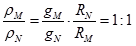 ρ_M/ρ_N = g_M/g_N · R_N/R_M = 1:1